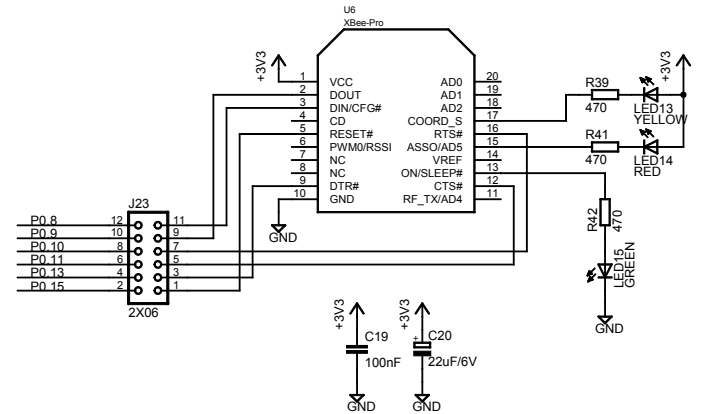 U6
XBee-Pro
+3V3
1 VCC AD0 20
2 DOUT AD1 19
3 DIN/CFG# AD2 18
4 CD COORD_S 17
5 RESET# RTS# 16
6 PWM0/RSSI ASSO/AD5 15
7 NC VREF 14
8 NC ON/SLEEP# 13
9 DTR# CTS# 12
10 GND RF_TX/AD4 11
GND
R39
470
LED13
YELLOW
+3V3
R41
470
LED14
RED
R42
470
LED15
GREEN
GND
J23
P0.8 12 11
P0.9 10 9
P0.10 8 7
P0.11 6 5
P0.13 4 3
P0.15 2 1
2X06
+3V3
C19
100nF
GND
+3V3
+
C20
22uF/6V
GND